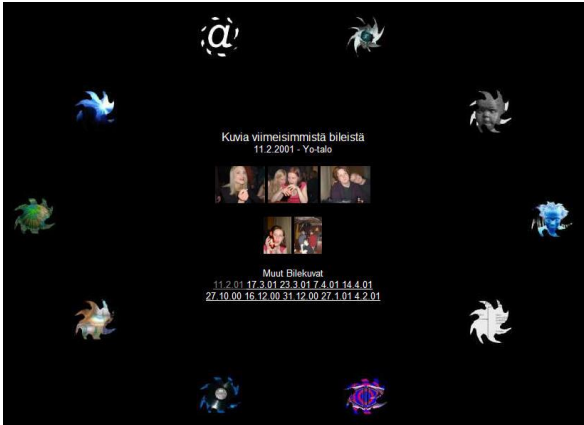 @
Kuvia viimeisimmistä bileistä
11.2.2001 - Yo-talo
Muut Bilekuvat
11.2.01 17.3.01 23.3.01 7.4.01 14.4.01
27.10.00 16.12.00 31.12.00 27.1.01 4.2.01